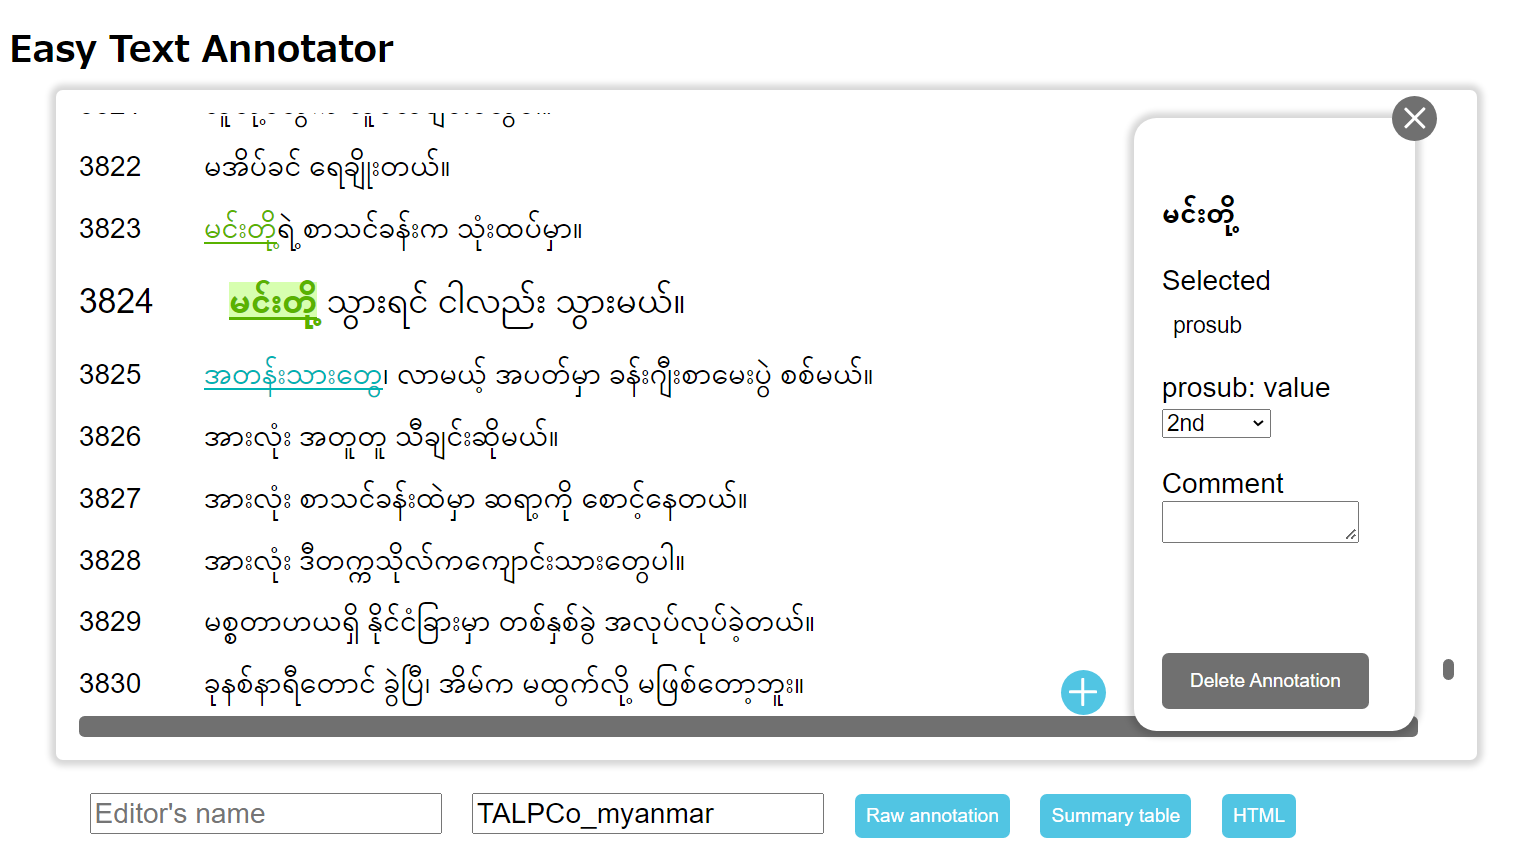 Easy Text Annotator
3822 မအိပ်ခင် ရေချိုးတယ်။
3823 မင်းတို့ရဲ့စာသင်ခန်းက သုံးထပ်မှာ။
3824 မင်းတို့ သွားရင် ငါလည်း သွားမယ်။
3825 အတန်းသားတွေ၊ လာမယ့် အပတ်မှာ ခန်းဂျီးစာမေးပွဲ စစ်မယ်။
3826 အားလုံး အတူတူ သီချင်းဆိုမယ်။
3827 အားလုံး စာသင်ခန်းထဲမှာ ဆရာ့ကို စောင့်နေတယ်။
3828 အားလုံး ဒီတက္ကသိုလ်ကကျောင်းသားတွေပါ။
3829 မစ္စတာဟယရှိ နိုင်ငံခြားမှာ တစ်နှစ်ခွဲ အလုပ်လုပ်ခဲ့တယ်။
3830 ခုနစ်နာရီတောင် ခွဲပြီ၊ အိမ်က မထွက်လို့ မဖြစ်တော့ဘူး။
မင်းတို့
Selected
prosub
prosub: value
2nd
Comment
Delete Annotation
Editor's name TALPCo_myanmar Raw annotation Summary table HTML